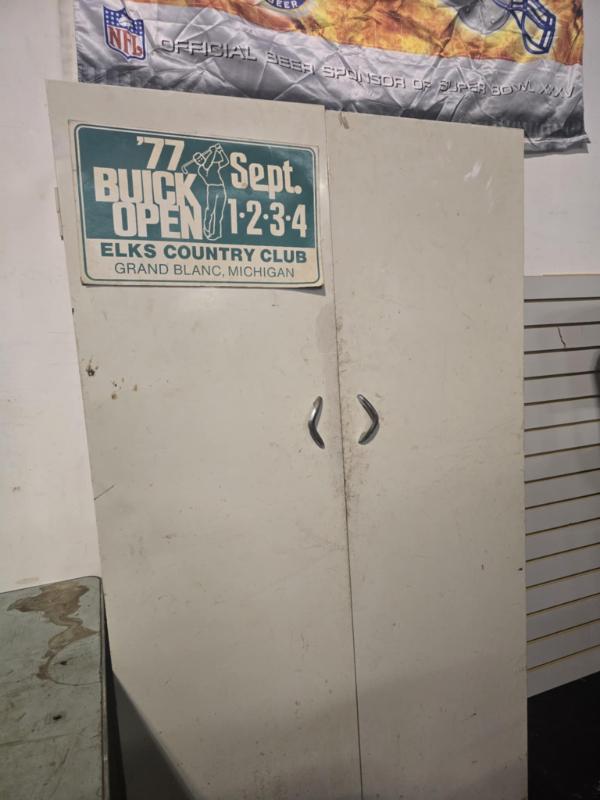 BEER
NFL
OFFICIAL BEER SPONSOR OF SUPER BOWL XXXV
'77
BUICK
OPEN
Sept.
1·2·3·4
ELKS COUNTRY CLUB
GRAND BLANC, MICHIGAN